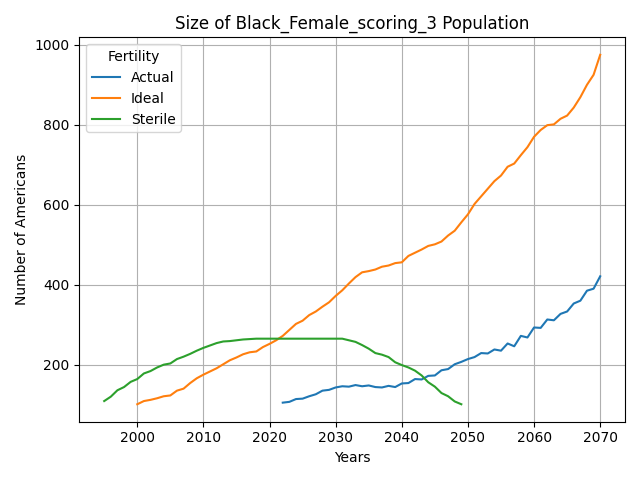 Size of Black_Female_scoring_3 Population
Number of Americans
1000
800
600
400
200
Fertility
Actual
Ideal
Sterile
2000 2010 2020 2030 2040 2050 2060 2070
Years